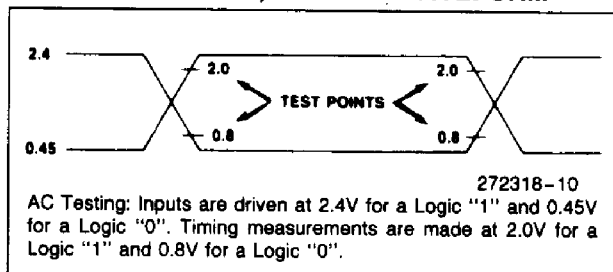 2.4
2.0
2.0
TEST POINTS
0.8
0.8
0.45
272318-10
AC Testing: Inputs are driven at 2.4V for a Logic "1" and 0.45V
for a Logic "0". Timing measurements are made at 2.0V for a
Logic "1" and 0.8V for a Logic "0".